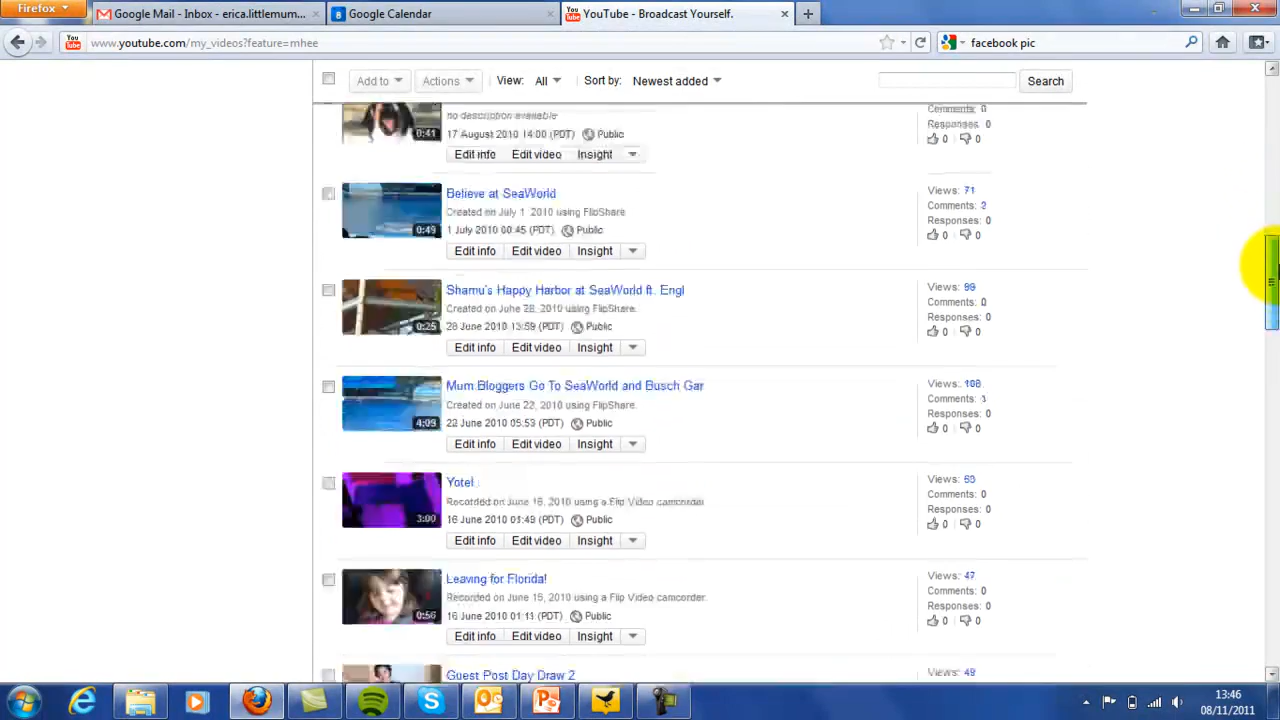 Firefox
Google Mail - Inbox - erica.littlemum...
Google Calendar
YouTube - Broadcast Yourself.
www.youtube.com/my_videos?feature=mhee
facebook pic
Add to
Actions
View:
All
Sort by:
Newest added
Search
no description available
Comments: 0
0:41
17 August 2010 14:00 (PDT)
Public
Responses: 0
0
0
Edit info
Edit video
Insight
Believe at SeaWorld
Views: 71
Created on July 1, 2010 using FlipShare
Comments: 2
0:49
1 July 2010 00:45 (PDT)
Public
Responses: 0
0
0
Edit info
Edit video
Insight
Shamu's Happy Harbor at SeaWorld ft. Engl
Views: 99
Created on June 28, 2010 using FlipShare.
Comments: 0
0:25
28 June 2010 13:59 (PDT)
Public
Responses: 0
0
0
Edit info
Edit video
Insight
Mum Bloggers Go To SeaWorld and Busch Gar
Views: 108
Created on June 22, 2010 using FlipShare.
Comments:
4:09
22 June 2010 05:53 (PDT)
Public
Responses: 0
0
0
Edit info
Edit video
Insight
Yotel
Views:
Recorded on June 16, 2010 using a Flip Video camcorder.
Comments: 0
3:00
16 June 2010 01:49 (PDT)
Public
Responses: 0
0
0
Edit info
Edit video
Insight
Leaving for Florida!
Views: 47
Recorded on June 15, 2010 using a Flip Video camcorder.
Comments: 0
0:56
16 June 2010 (PDT)
Public
Responses: 0
0
0
Edit info
Edit video
Insight
Guest Post Day Draw 2
Views: 49
13:46
08/11/2011